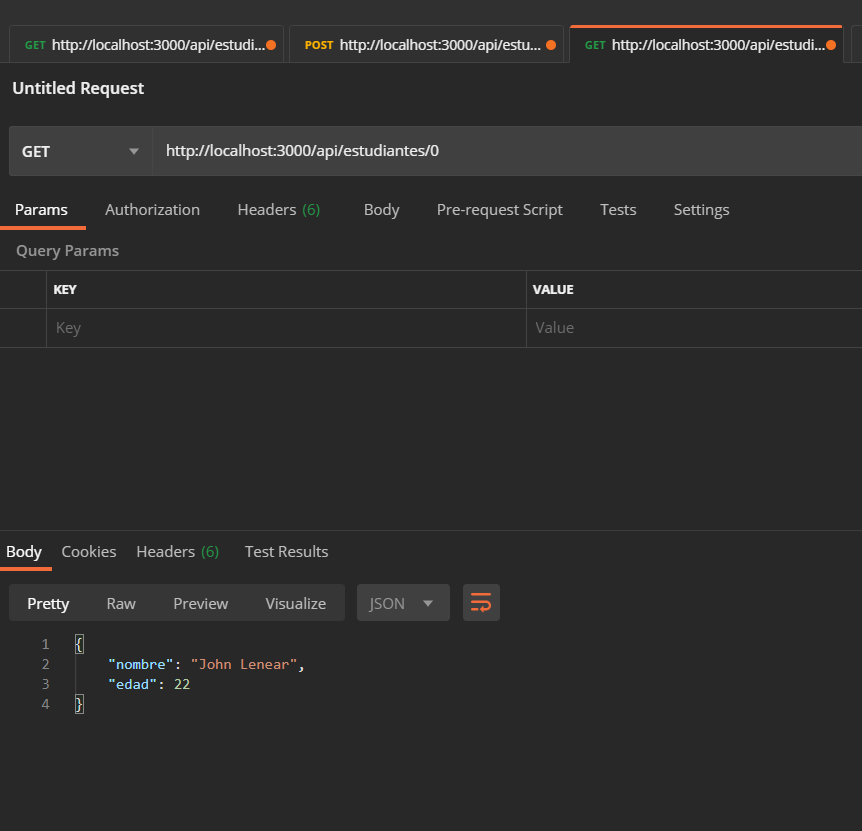 GET http://localhost:3000/api/estudi... POST http://localhost:3000/api/estu... GET http://localhost:3000/api/estudi...
Untitled Request
GET http://localhost:3000/api/estudiantes/0
Params Authorization Headers (6) Body Pre-request Script Tests Settings
Query Params
KEY VALUE
Key Value
Body Cookies Headers (6) Test Results
Pretty Raw Preview Visualize JSON
1 {
2 "nombre": "John Lenear",
3 "edad": 22
4 }